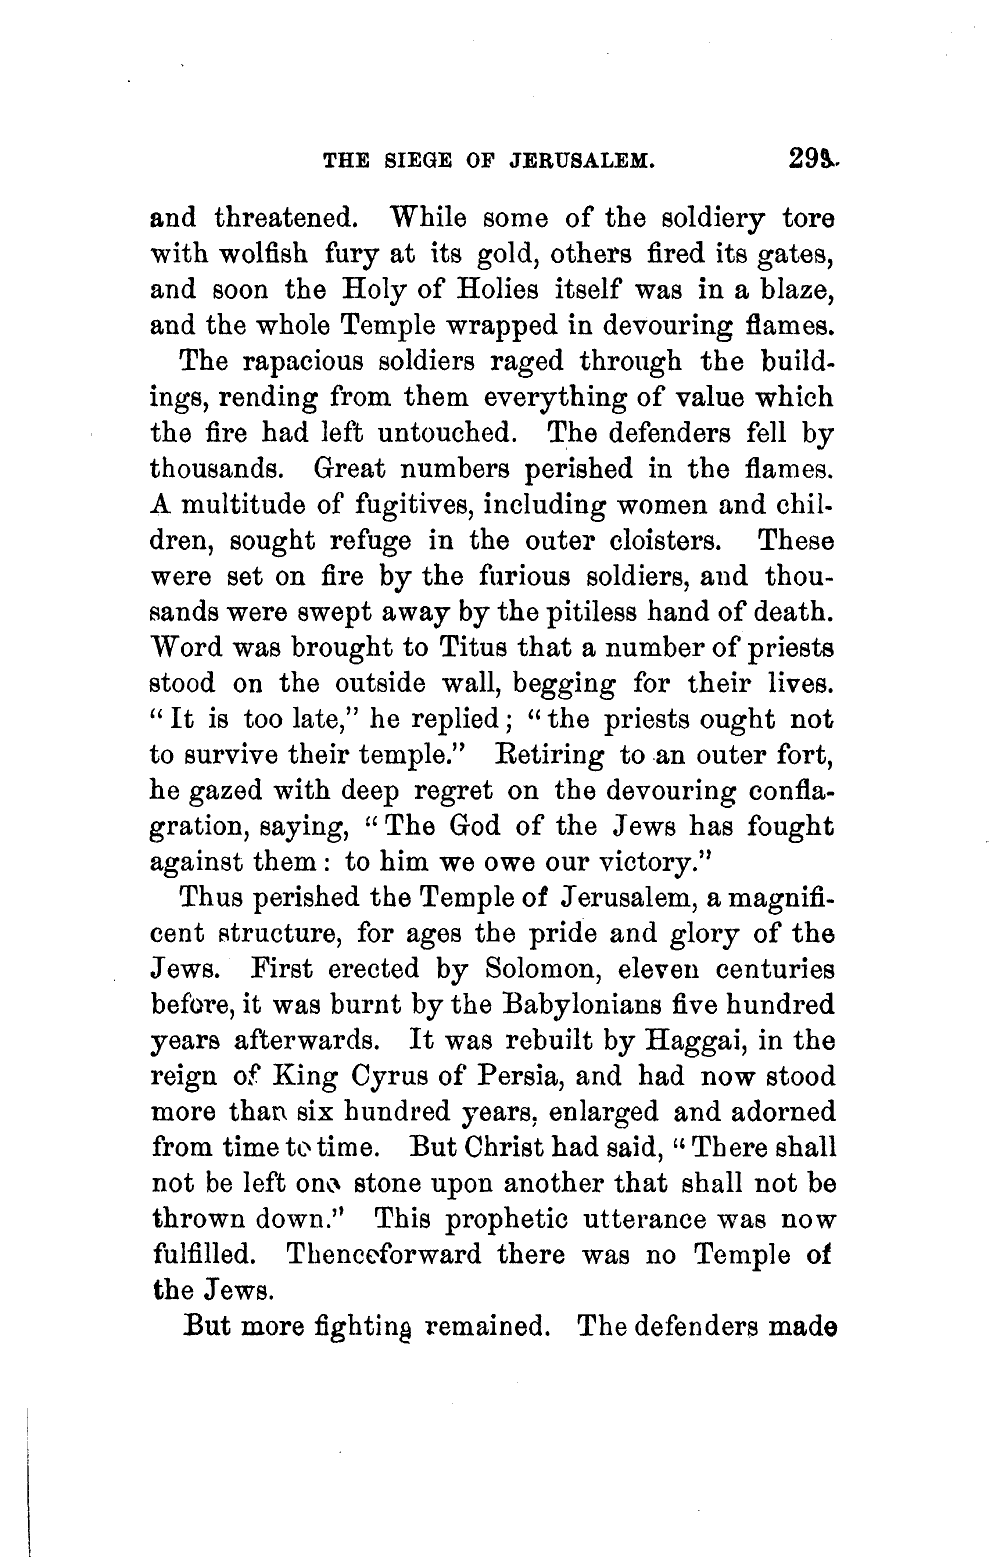 THE SIEGE OF JERUSALEM.
and threatened. While some of the soldiery tore
with wolfish fury at its gold, others fired its gates,
and soon the Holy of Holies itself was in a blaze,
and the whole Temple wrapped in devouring flames.
The rapacious soldiers raged through the build-
ings, rending from them everything of value which
the fire had left untouched. The defenders fell by
thousands. Great numbers perished in the flames.
A multitude of fugitives, including women and chil-
dren, sought refuge in the outer cloisters. These
were set on fire by the furious soldiers, and thou-
sands were swept away by the pitiless hand of death.
Word was brought to Titus that a number of priests
stood on the outside wall, begging for their lives.
“It is too late,” he replied; “the priests ought not
to survive their temple.” Retiring to an outer fort,
he gazed with deep regret on the devouring confla-
gration, saying, “The God of the Jews has fought
against them: to him we owe our victory.”
Thus perished the Temple of Jerusalem, a magnifi-
cent structure, for ages the pride and glory of the
Jews. First erected by Solomon, eleven centuries
before, it was burnt by the Babylonians five hundred
years afterwards. It was rebuilt by Haggai, in the
reign of King Cyrus of Persia, and had now stood
more than six hundred years, enlarged and adorned
from time to time. But Christ had said, “There shall
not be left one stone upon another that shall not be
thrown down.” This prophetic utterance was now
fulfilled. Thenceforward there was no Temple of
the Jews.
But more fighting remained. The defenders made